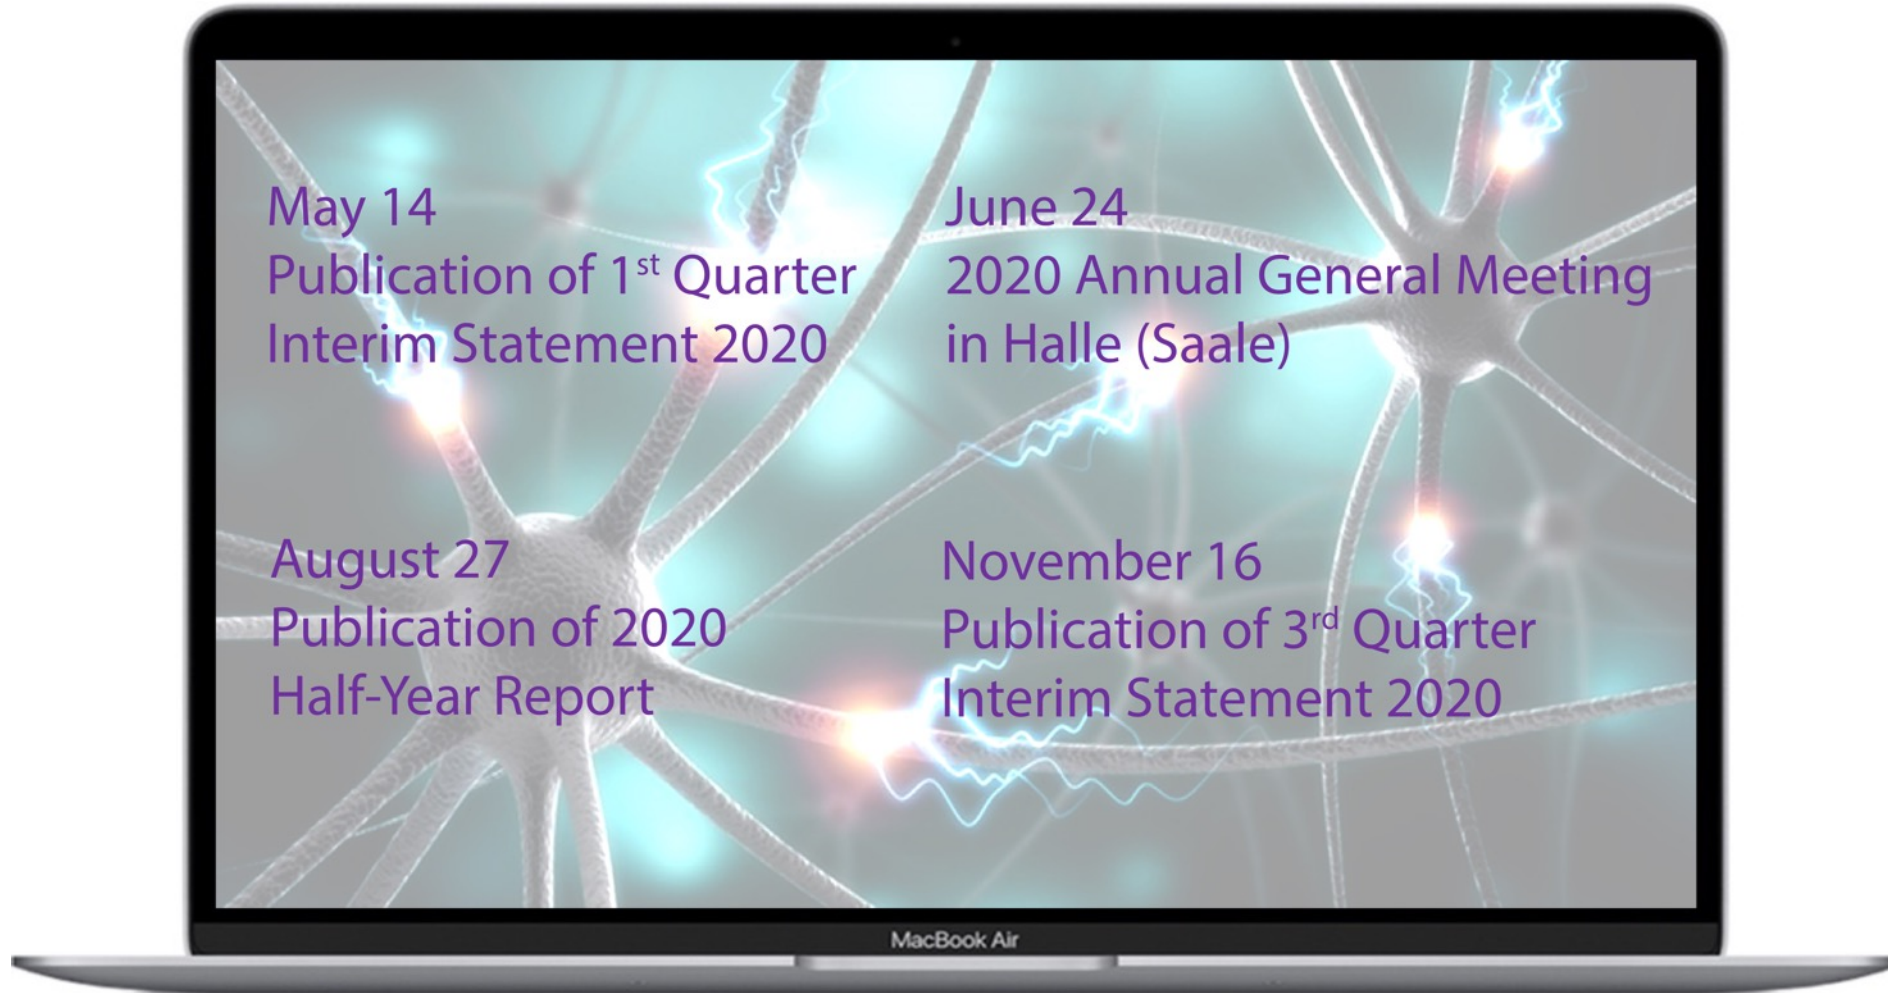 May 14
Publication of 1st Quarter
Interim Statement 2020
June 24
2020 Annual General Meeting
in Halle (Saale)
August 27
Publication of 2020
Half-Year Report
November 16
Publication of 3rd Quarter
Interim Statement 2020
MacBook Air